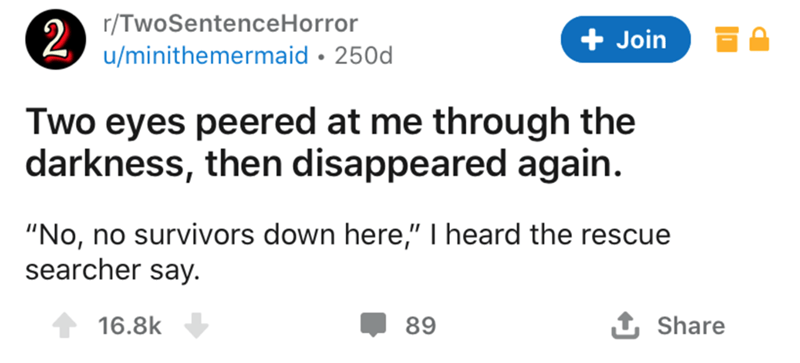 2
r/TwoSentenceHorror
u/minithemermaid • 250d
+ Join
Two eyes peered at me through the
darkness, then disappeared again.
“No, no survivors down here,” I heard the rescue
searcher say.
16.8k 89 Share